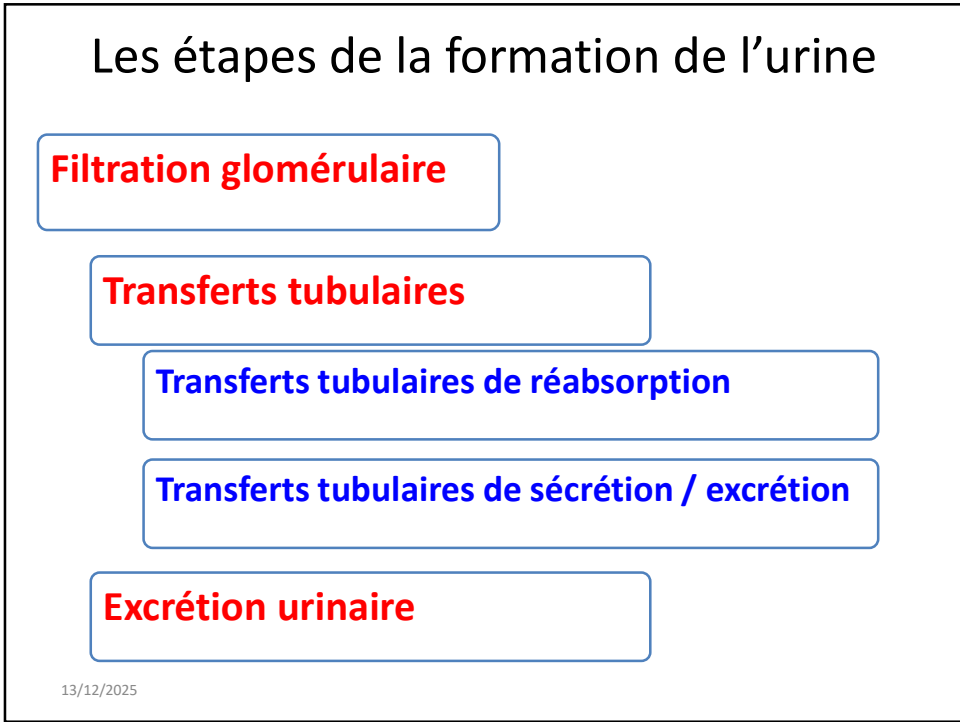 Les étapes de la formation de l’urine
Filtration glomérulaire
Transferts tubulaires
Transferts tubulaires de réabsorption
Transferts tubulaires de sécrétion / excrétion
Excrétion urinaire
13/12/2025